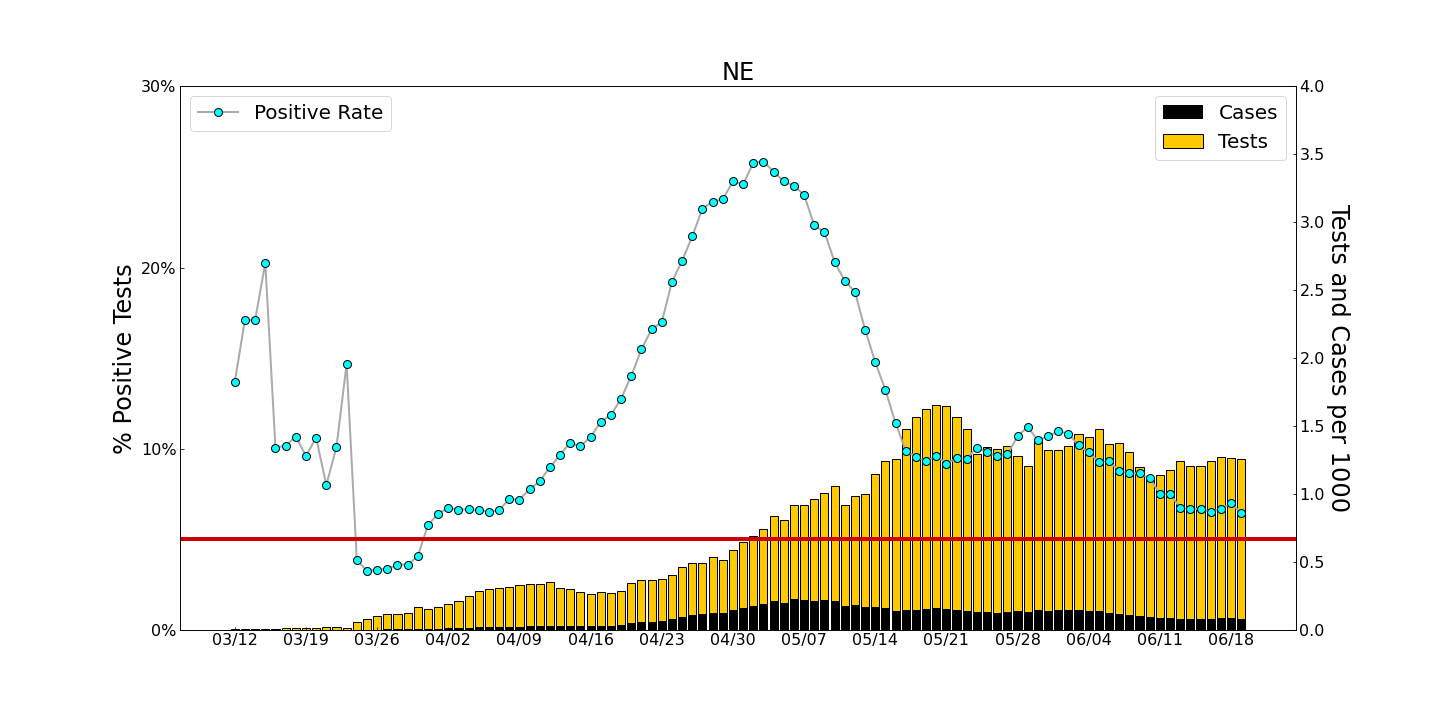 NE
Positive Rate
Cases
Tests
% Positive Tests
30%
20%
10%
0%
4.0
3.5
3.0
2.5
2.0
1.5
1.0
0.5
0.0
Tests and Cases per 1000
03/12 03/19 03/26 04/02 04/09 04/16 04/23 04/30 05/07 05/14 05/21 05/28 06/04 06/11 06/18